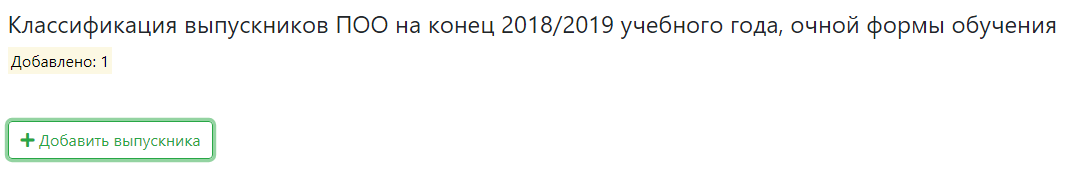 Классификация выпускников ПОО на конец 2018/2019 учебного года, очной формы обучения
Добавлено: 1
+ Добавить выпускника